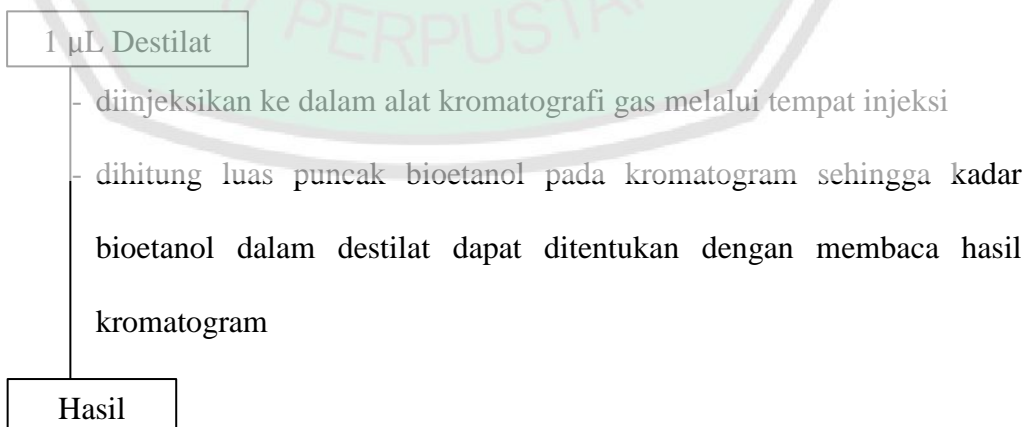 PERPUSTA
1 µL Destilat
- diinjeksikan ke dalam alat kromatografi gas melalui tempat injeksi
- dihitung luas puncak bioetanol pada kromatogram sehingga kadar
bioetanol dalam destilat dapat ditentukan dengan membaca hasil
kromatogram
Hasil